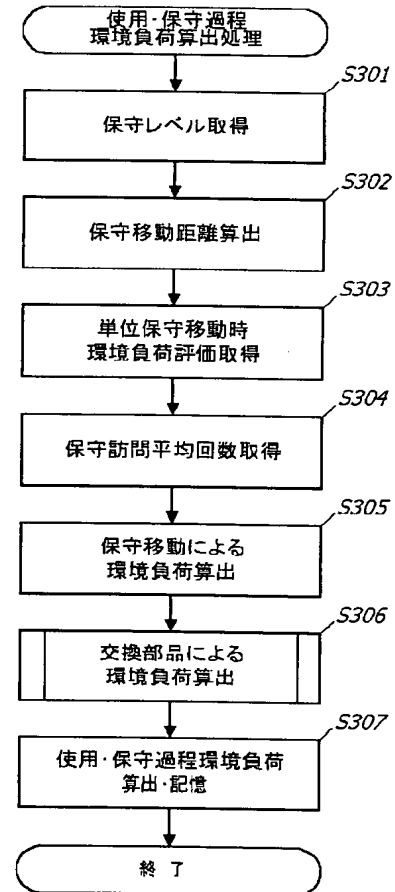 使用・保守過程
環境負荷算出処理
S301
保守レベル取得
S302
保守移動距離算出
S303
単位保守移動時
環境負荷評価取得
S304
保守訪問平均回数取得
S305
保守移動による
環境負荷算出
S306
交換部品による
環境負荷算出
S307
使用・保守過程環境負荷
算出・記憶
終了